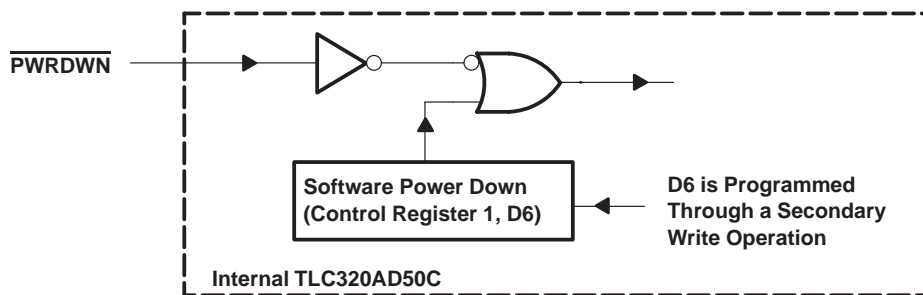 PWRDWN
Software Power Down
(Control Register 1, D6)
D6 is Programmed
Through a Secondary
Write Operation
Internal TLC320AD50C